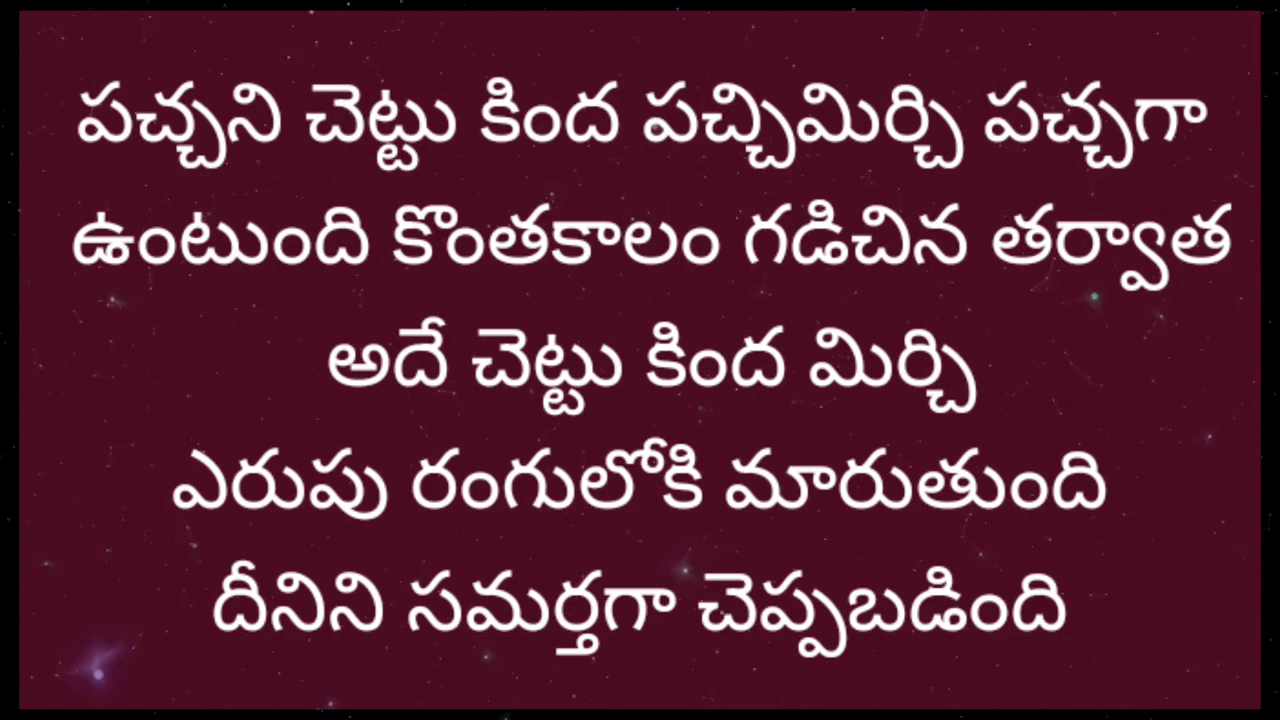 పచ్చని చెట్టు కింద పచ్చిమిర్చి పచ్చగా
ఉంటుంది కొంతకాలం గడిచిన తర్వాత
అదే చెట్టు కింద మిర్చి
ఎరుపు రంగులోకి మారుతుంది
దీనిని సమర్తగా చెప్పబడింది